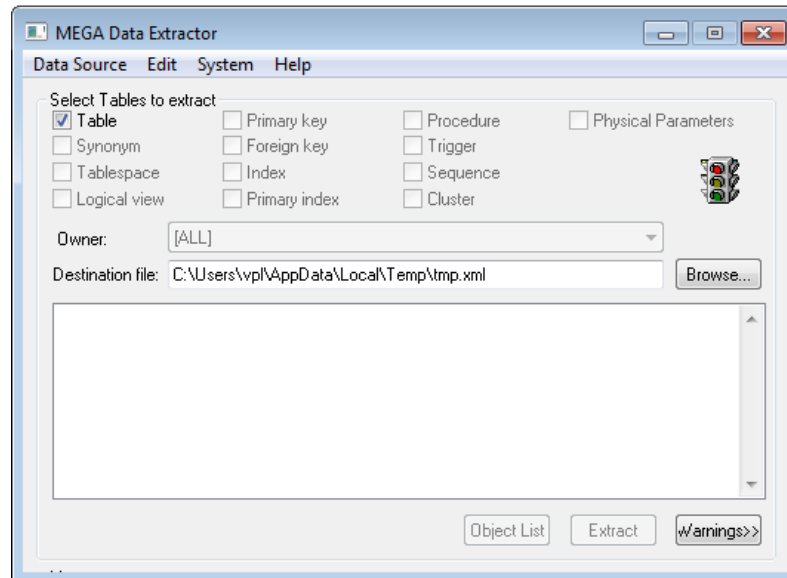 MEGA Data Extractor
Data Source Edit System Help
Select Tables to extract
Table Primary key Procedure Physical Parameters
Synonym Foreign key Trigger
Tablespace Index Sequence
Logical view Primary index Cluster
Owner: [ALL]
Destination file: C:\Users\vpl\AppData\Local\Temp\tmp.xml Browse...
Object List Extract Warnings>>